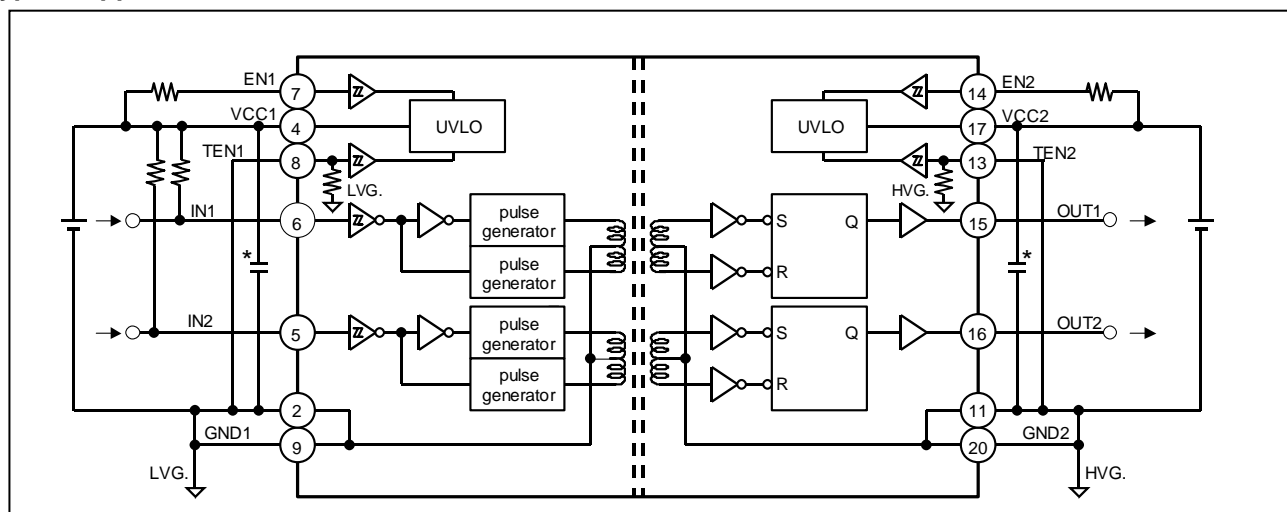 EN1
7
VCC1
4
UVLO
TEN1
8
LVG.
IN1
6
pulse
generator
pulse
generator
IN2
5
pulse
generator
pulse
generator
*
2
GND1
9
LVG.
EN2
14
VCC2
17
UVLO
TEN2
13
HVG.
S
Q
R
15
OUT1
S
Q
R
16
OUT2
*
11
GND2
20
HVG.